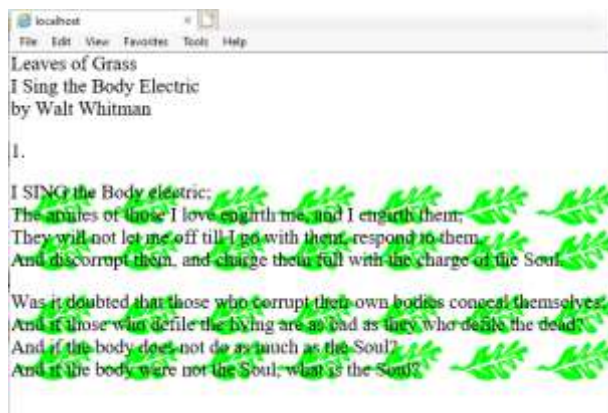 localhost
File Edit View Favorites Tools Help
Leaves of Grass
I Sing the Body Electric
by Walt Whitman
1.
I SING the Body electric;
The armies of those I love engirth me, and I engirth them;
They will not let me off till I go with them, respond to them,
And discorrupt them, and charge them full with the charge of the Soul.
Was it doubted that those who corrupt their own bodies conceal themselves;
And if those who defile the living are as bad as they who defile the dead?
And if the body does not do as much as the Soul?
And if the body were not the Soul, what is the Soul?